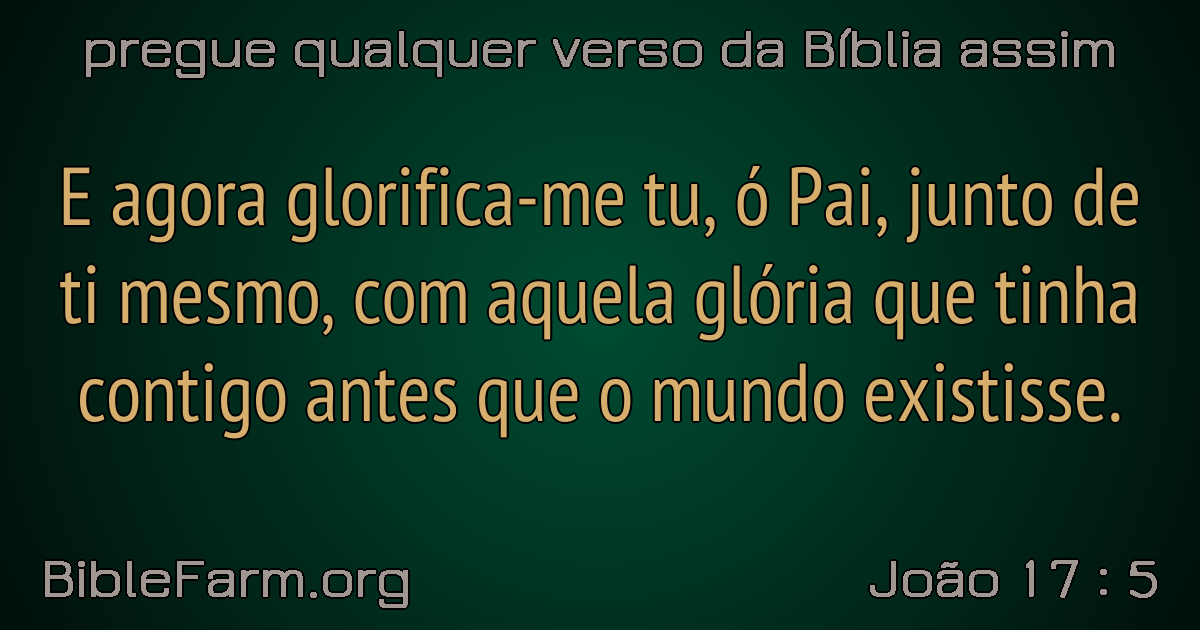 pregue qualquer verso da Bíblia assim
E agora glorifica-me tu, ó Pai, junto de
ti mesmo, com aquela glória que tinha
contigo antes que o mundo existisse.
BibleFarm.org
João 17 : 5